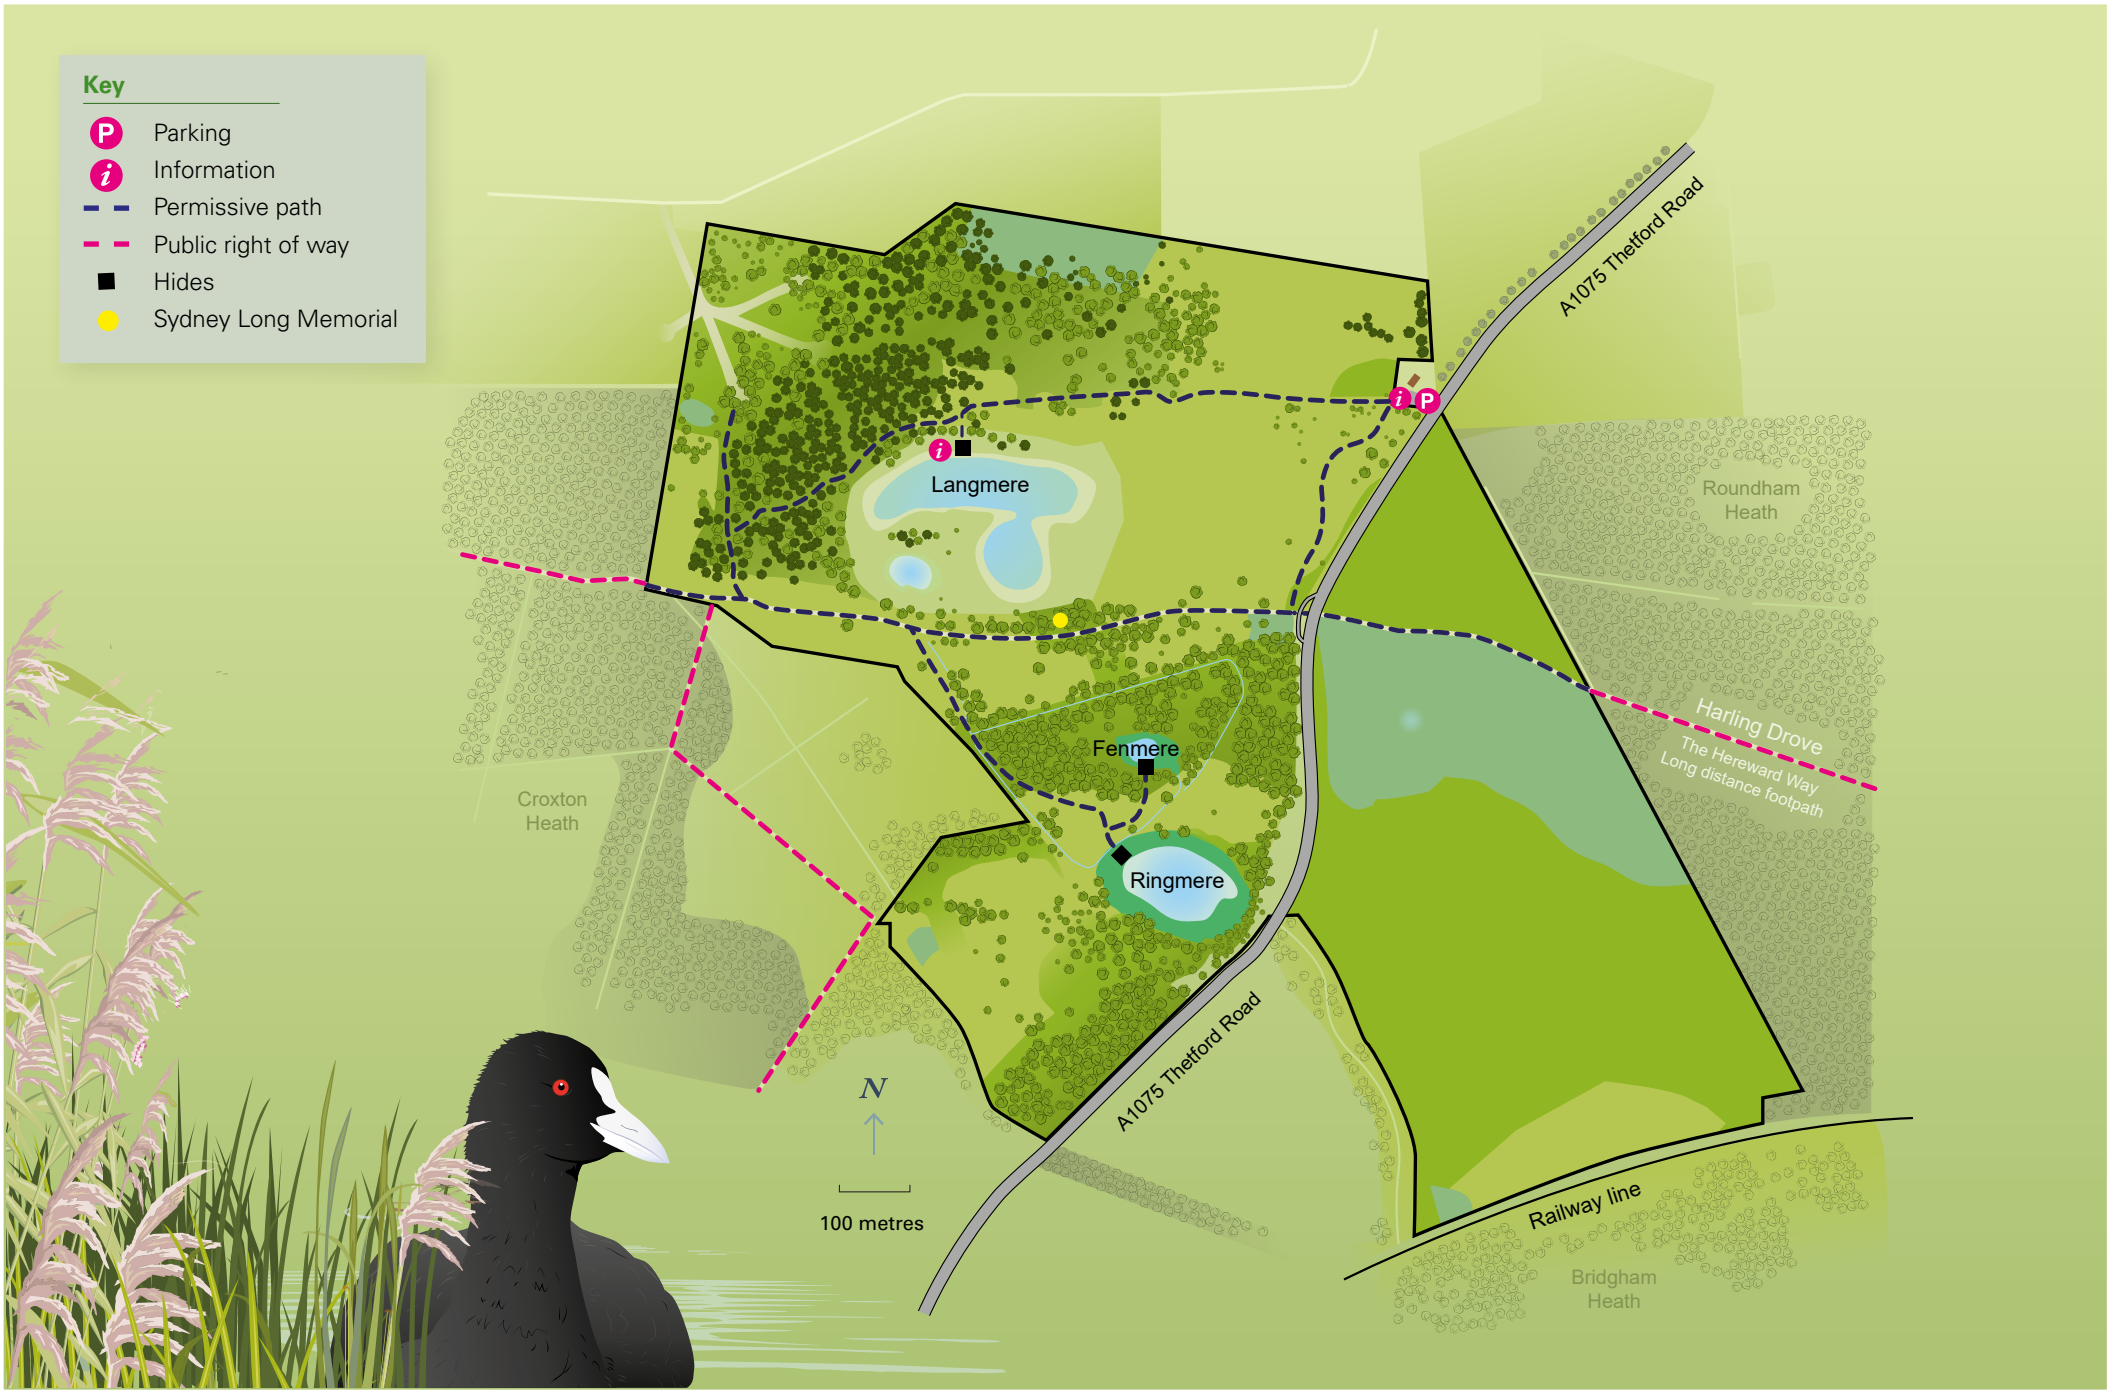 Key
P Parking
i Information
Permissive path
Public right of way
Hides
Sydney Long Memorial
A1075 Thetford Road
i P
i
Langmere
Roundham
Heath
Harling Drove
The Hereward Way
Long distance footpath
Fenmere
Croxton
Heath
Ringmere
A1075 Thetford Road
N
100 metres
Railway line
Bridgham
Heath